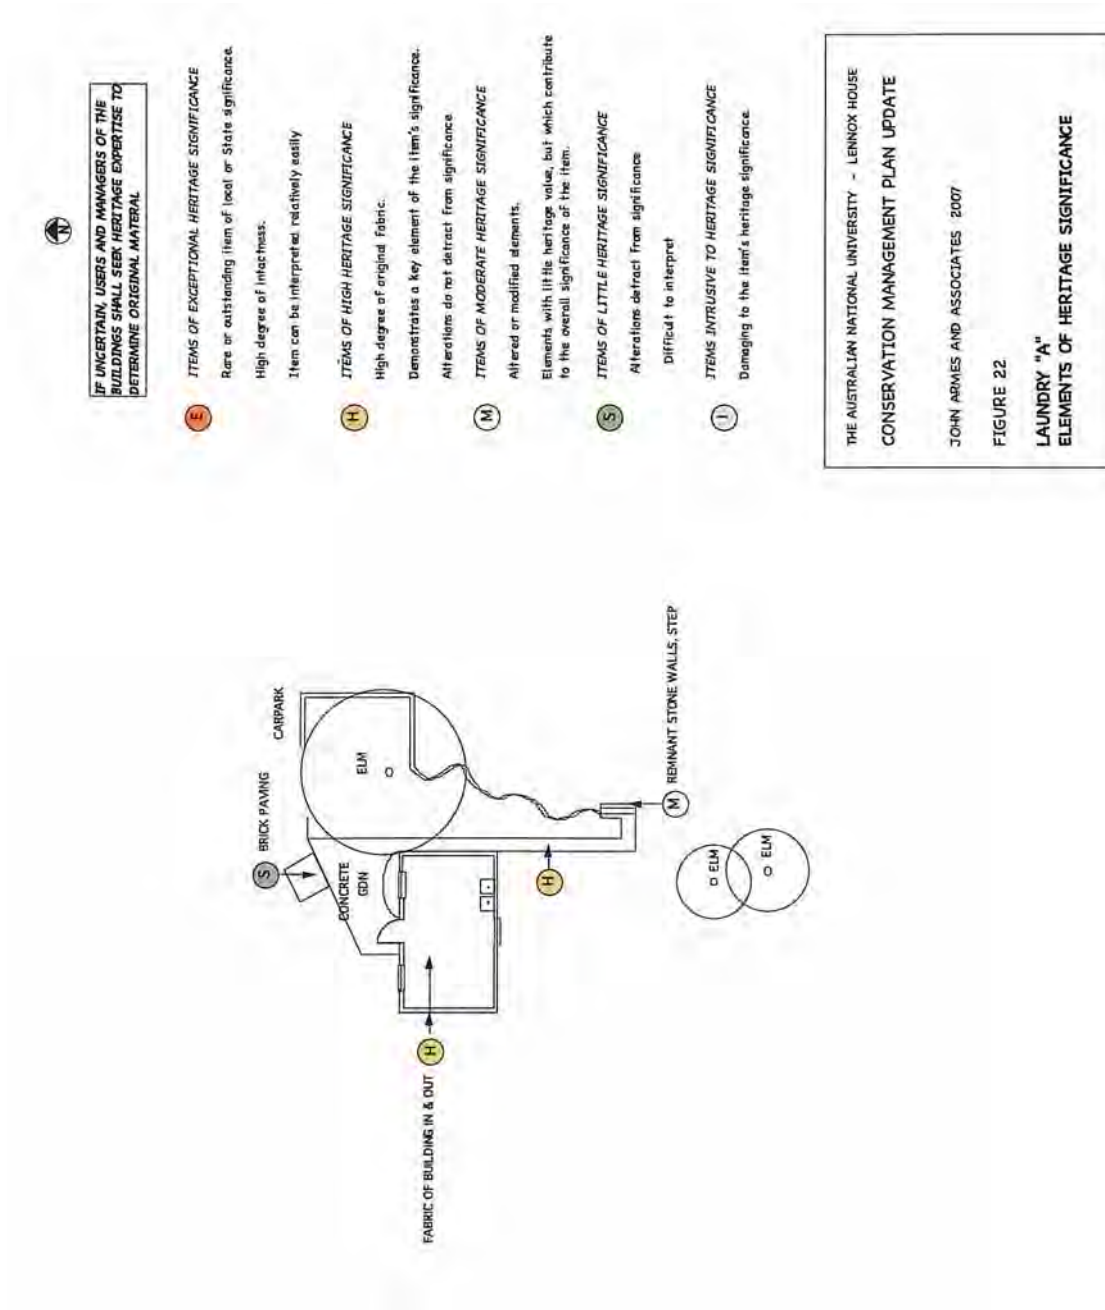 N
IF UNCERTAIN, USERS AND MANAGERS OF THE
BUILDINGS SHALL SEEK HERITAGE EXPERTISE TO
DETERMINE ORIGINAL MATERAL
E
ITEMS OF EXCEPTIONAL HERITAGE SIGNIFICANCE
Rare or outstanding item of local or State significance.
High degree of intactness.
Item can be interpreted relatively easily
H
ITEMS OF HIGH HERITAGE SIGNIFICANCE
High degree of original fabric.
Demonstrates a key element of the item's significance.
Alterations do not detract from significance.
M
ITEMS OF MODERATE HERITAGE SIGNIFICANCE
Altered or modified elements.
Elements with little heritage value, but which contribute
to the overall significance of the item.
S
ITEMS OF LITTLE HERITAGE SIGNIFICANCE
Alterations detract from significance
Difficult to interpret
I
ITEMS INTRUSIVE TO HERITAGE SIGNIFICANCE
Damaging to the item's heritage significance.
FABRIC OF BUILDING IN & OUT
H
S
BRICK PAVING
CARPARK
CONCRETE
GDN
ELM
H
M
REMNANT STONE WALLS, STEP
ELM
ELM
THE AUSTRALIAN NATIONAL UNIVERSITY - LENNOX HOUSE
CONSERVATION MANAGEMENT PLAN UPDATE
JOHN ARMES AND ASSOCIATES 2007
FIGURE 22
LAUNDRY "A"
ELEMENTS OF HERITAGE SIGNIFICANCE